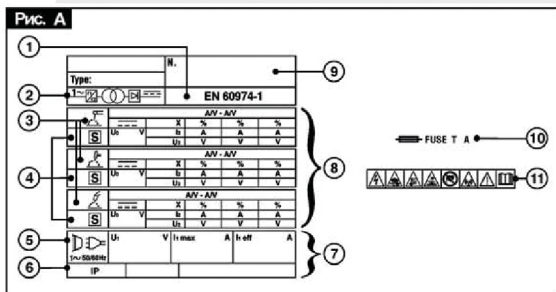 Рис. А
1
N.
9
Type:
2
1~
EN 60974-1
3
A/V - A/V
X % % %
U₀ V
I₂ A A A
S
U₂ V V V
10
FUSE T A
A/V - A/V
X % % %
8
4
U₀ V
I₂ A A A
11
S
U₂ V V V
A/V - A/V
X % % %
U₀ V
I₂ A A A
S
U₂ V V V
5
U₁ V
I₁ max A
I₁ eff A
7
1~ 50/60Hz
6
IP